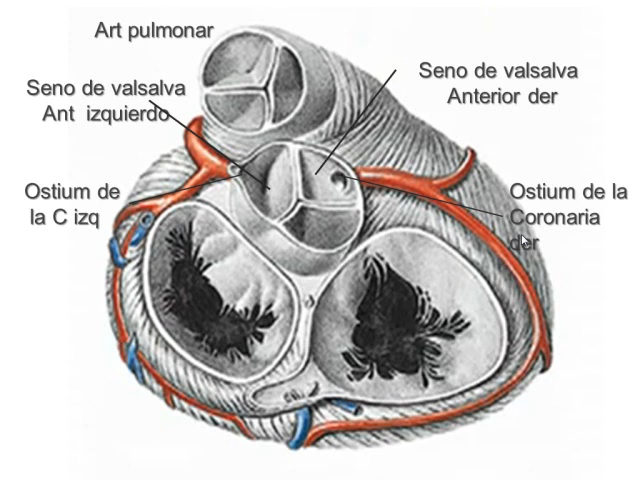 Art pulmonar
Seno de valsalva
Ant izquierdo
Seno de valsalva
Anterior der
Ostium de
la C izq
Ostium de la
Coronaria
der